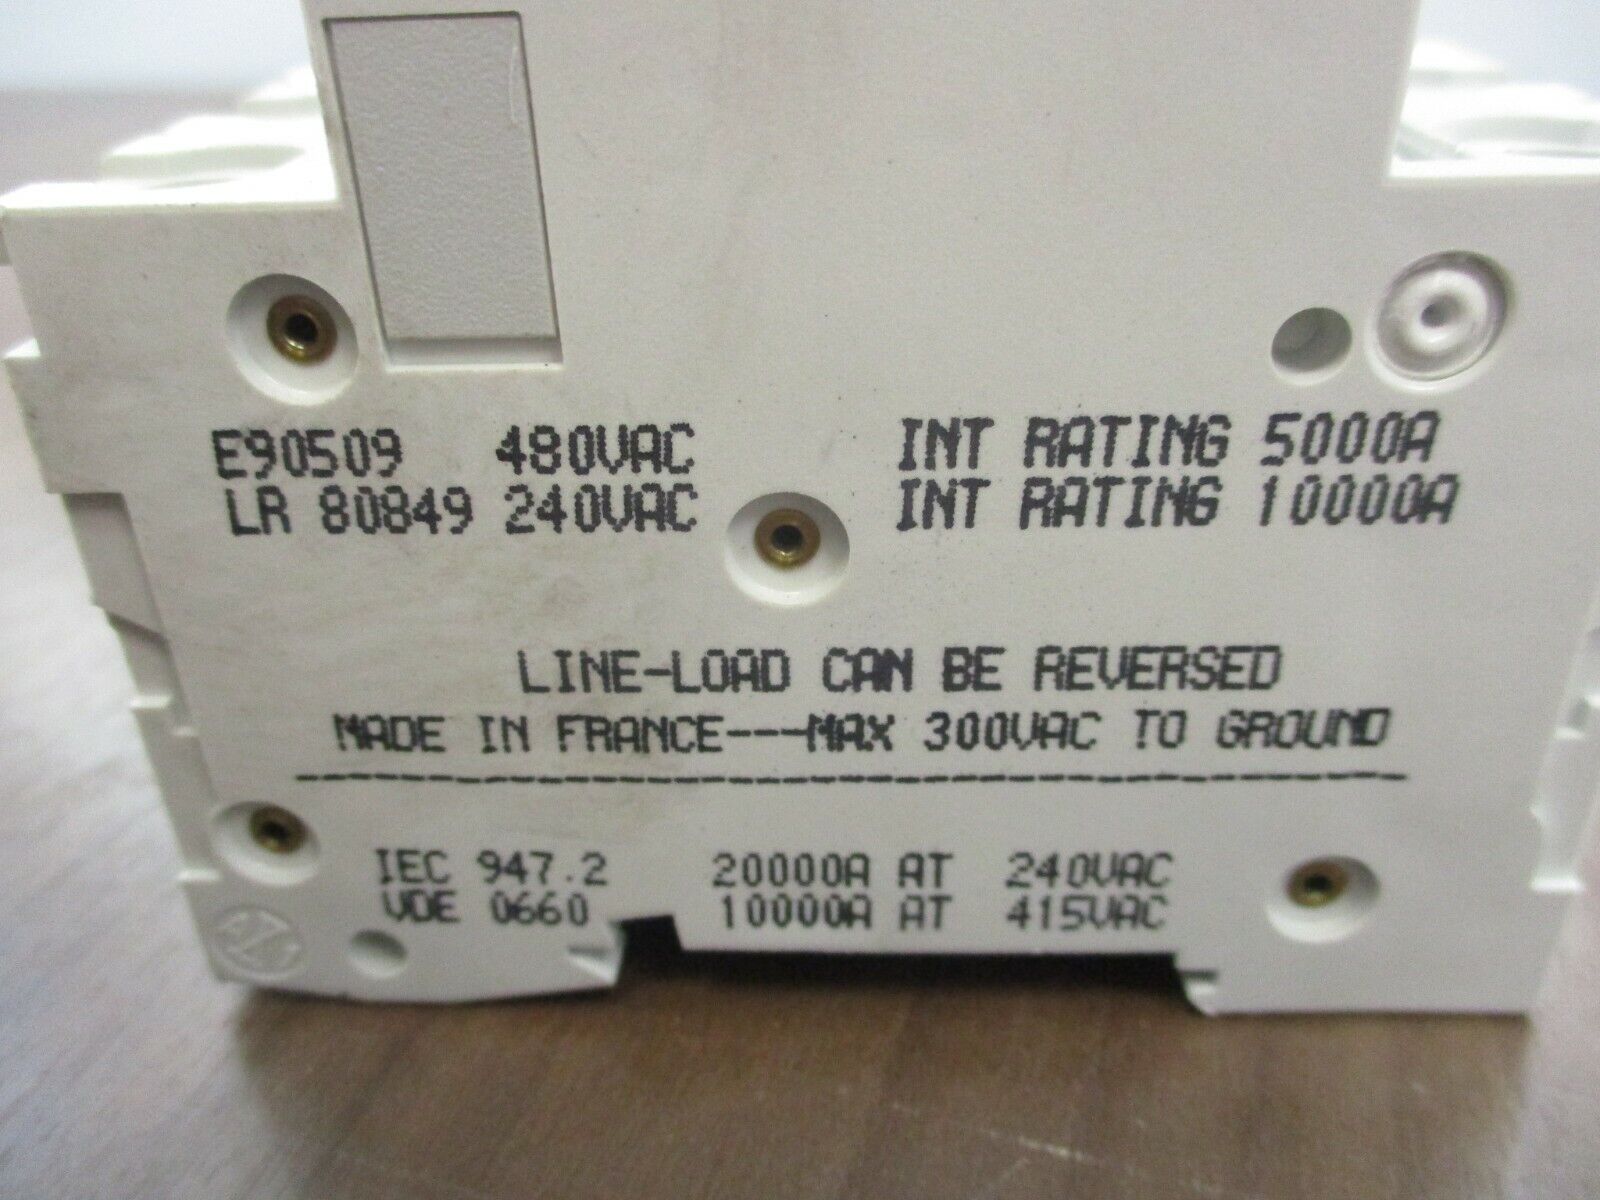 E90509 480VAC INT RATING 5000A
LR 80849 240VAC INT RATING 10000A
LINE-LOAD CAN BE REVERSED
MADE IN FRANCE---MAX 300VAC TO GROUND
IEC 947.2 20000A AT 240VAC
VDE 0660 10000A AT 415VAC